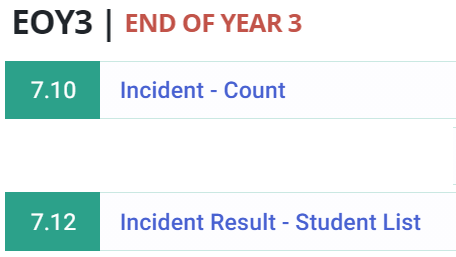 EOY3 | END OF YEAR 3
7.10 Incident - Count
7.12 Incident Result - Student List